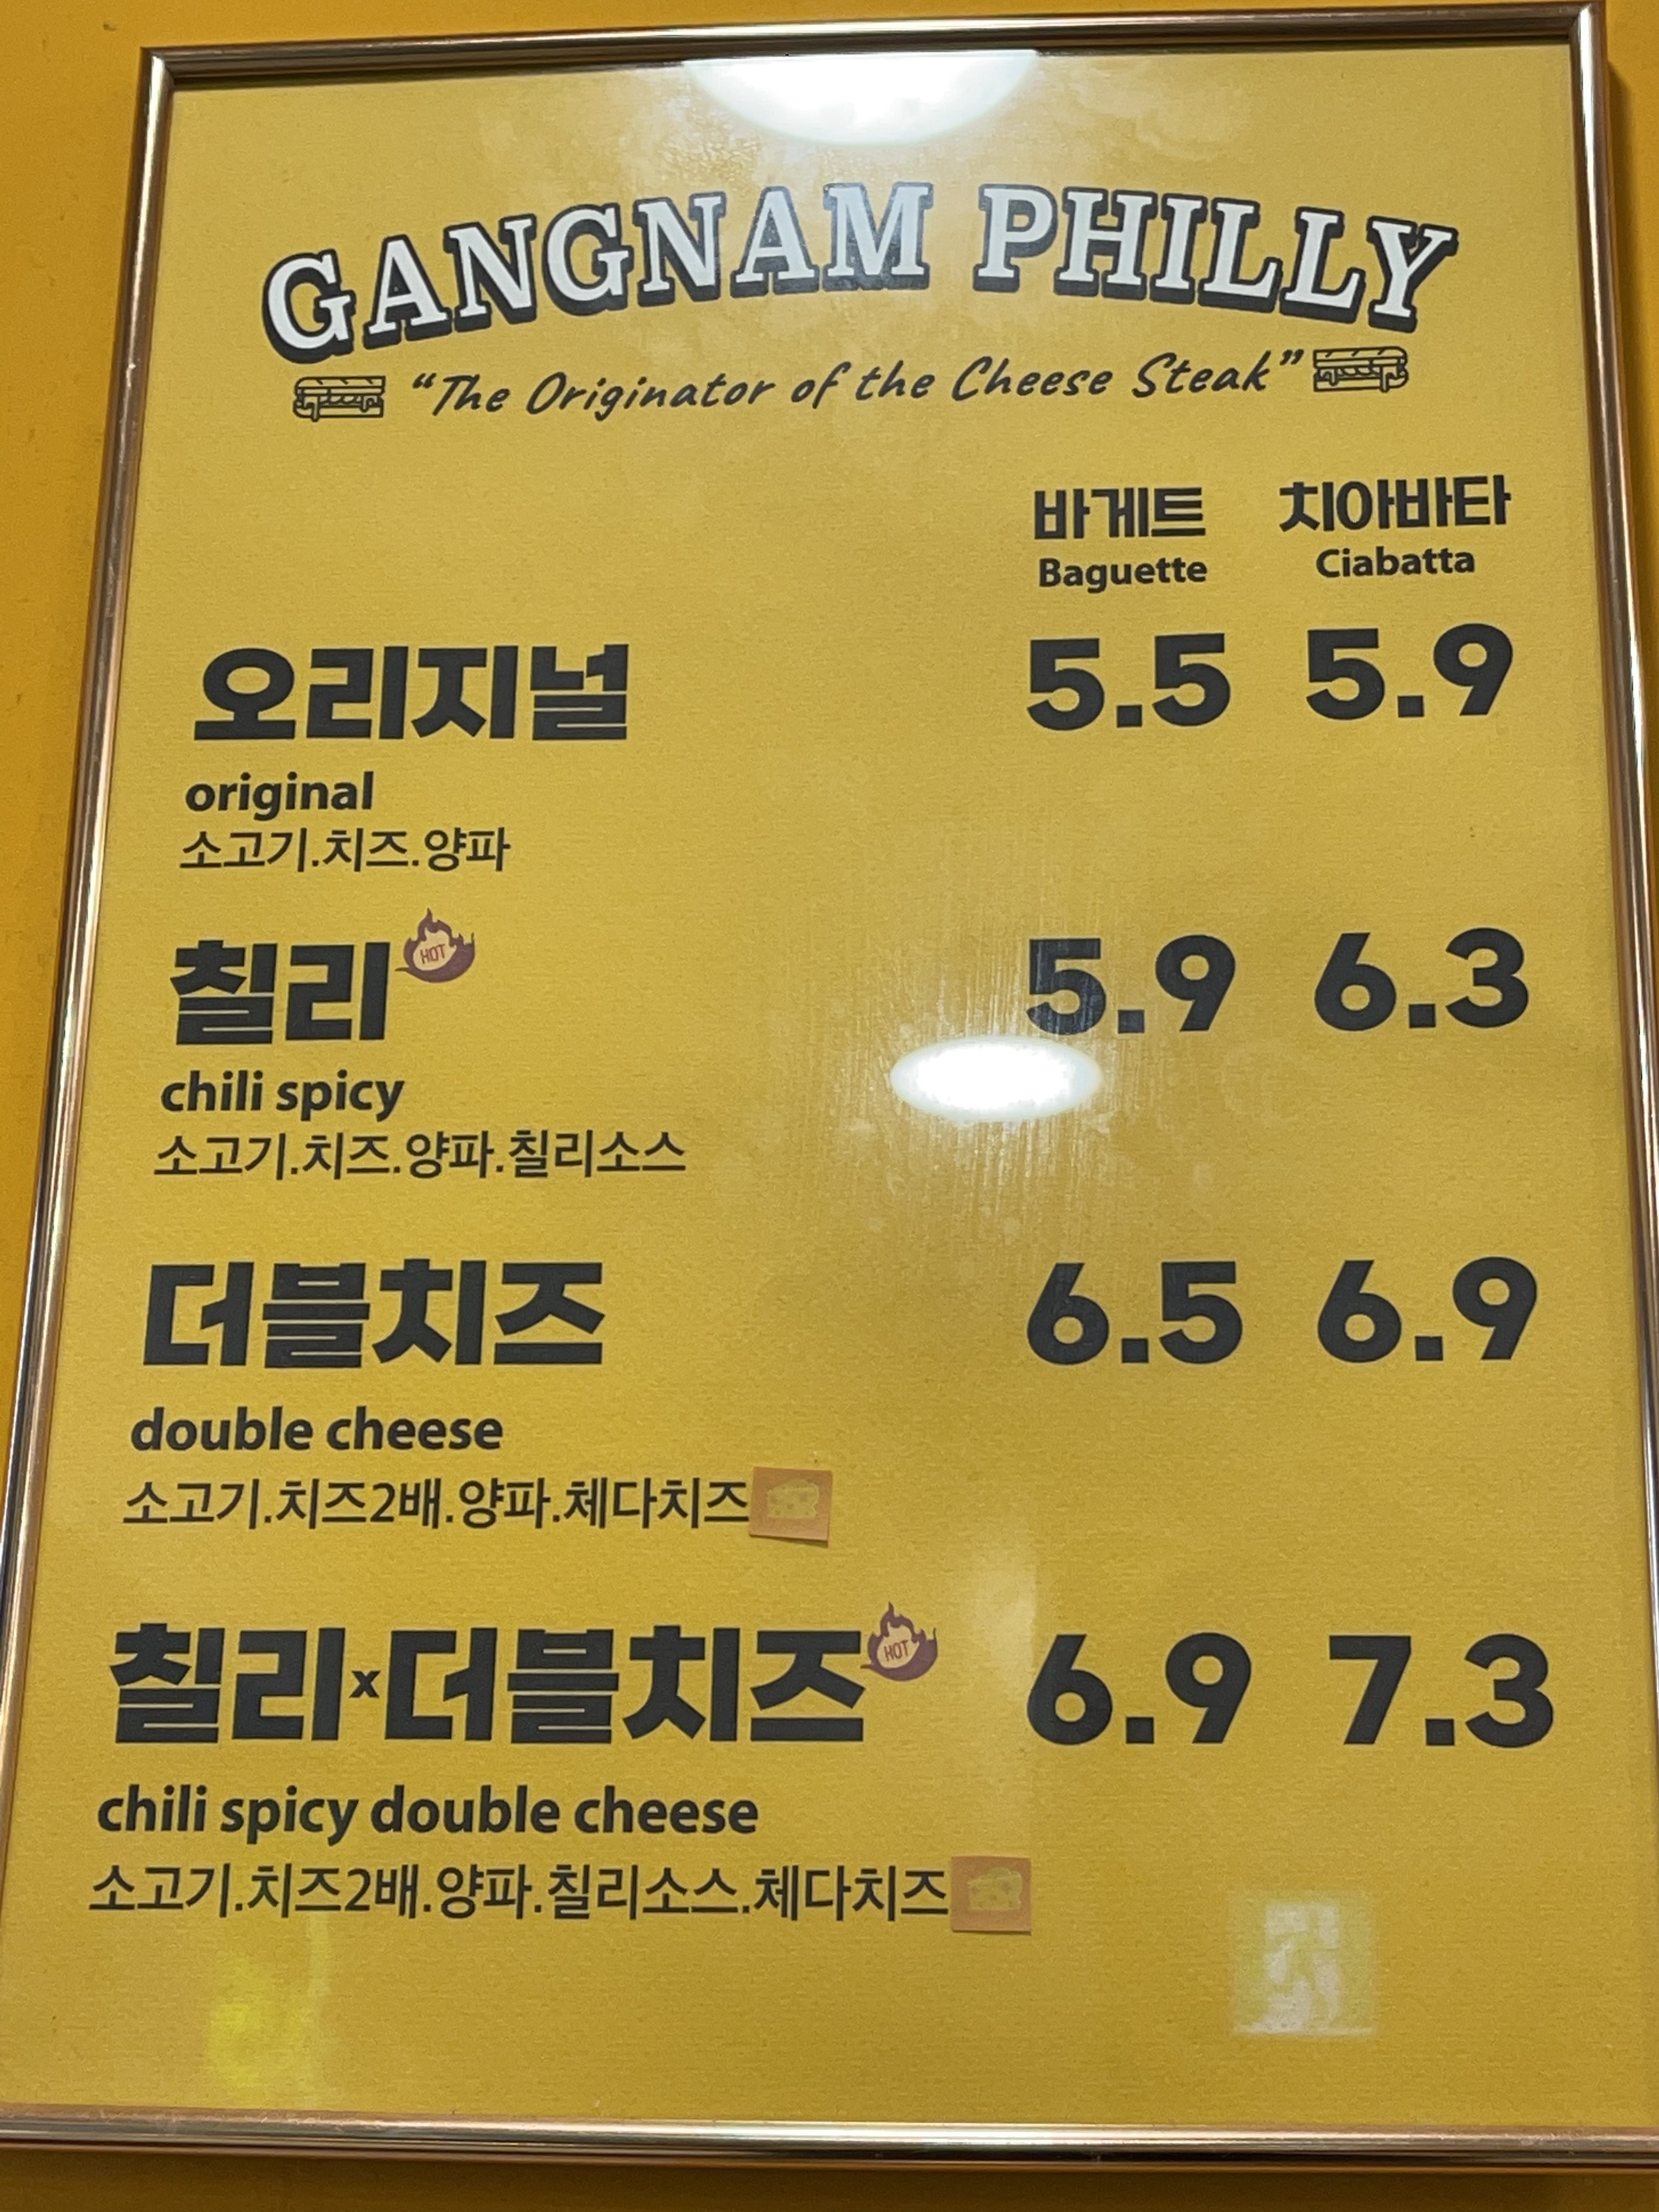 GANGNAM PHILLY
“The Originator of the Cheese Steak”
바게트 치아바타
Baguette Ciabatta
오리지널 5.5 5.9
original
소고기.치즈.양파
칠리 HOT 5.9 6.3
chili spicy
소고기.치즈.양파.칠리소스
더블치즈 6.5 6.9
double cheese
소고기.치즈2배.양파.체다치즈
칠리x더블치즈 HOT 6.9 7.3
chili spicy double cheese
소고기.치즈2배.양파.칠리소스.체다치즈